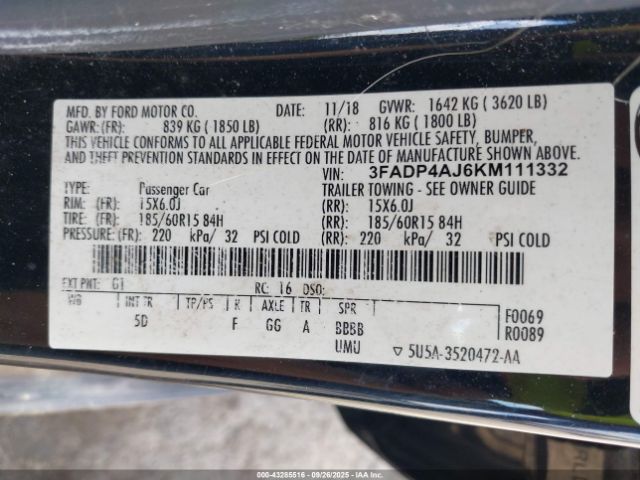 MFD. BY FORD MOTOR CO. DATE: 11/18 GVWR: 1642 KG ( 3620 LB)
GAWR: (FR): 839 KG ( 1850 LB) (RR): 816 KG ( 1800 LB)
THIS VEHICLE CONFORMS TO ALL APPLICABLE FEDERAL MOTOR VEHICLE SAFETY, BUMPER,
AND THEFT PREVENTION STANDARDS IN EFFECT ON THE DATE OF MANUFACTURE SHOWN ABOVE.
VIN: 3FADP4AJ6KM111332
TYPE: Passenger Car TRAILER TOWING - SEE OWNER GUIDE
RIM: (FR) 15X6.0J (RR): 15X6.0J
TIRE: (FR) 185/60R15 84H (RR): 185/60R15 84H
PRESSURE: (FR) 220 kPa/ 32 PSI COLD (RR): 220 kPa/ 32 PSI COLD
EXT PNT: G1 RC: 16 DSO:
WB INT TR TP/PS R AXLE TR SPR F0069
5D F GG A BBBB R0089
UMU ▽ 5U5A-3520472-AA
000-43285516 - 09/26/2025 - IAAI.COM